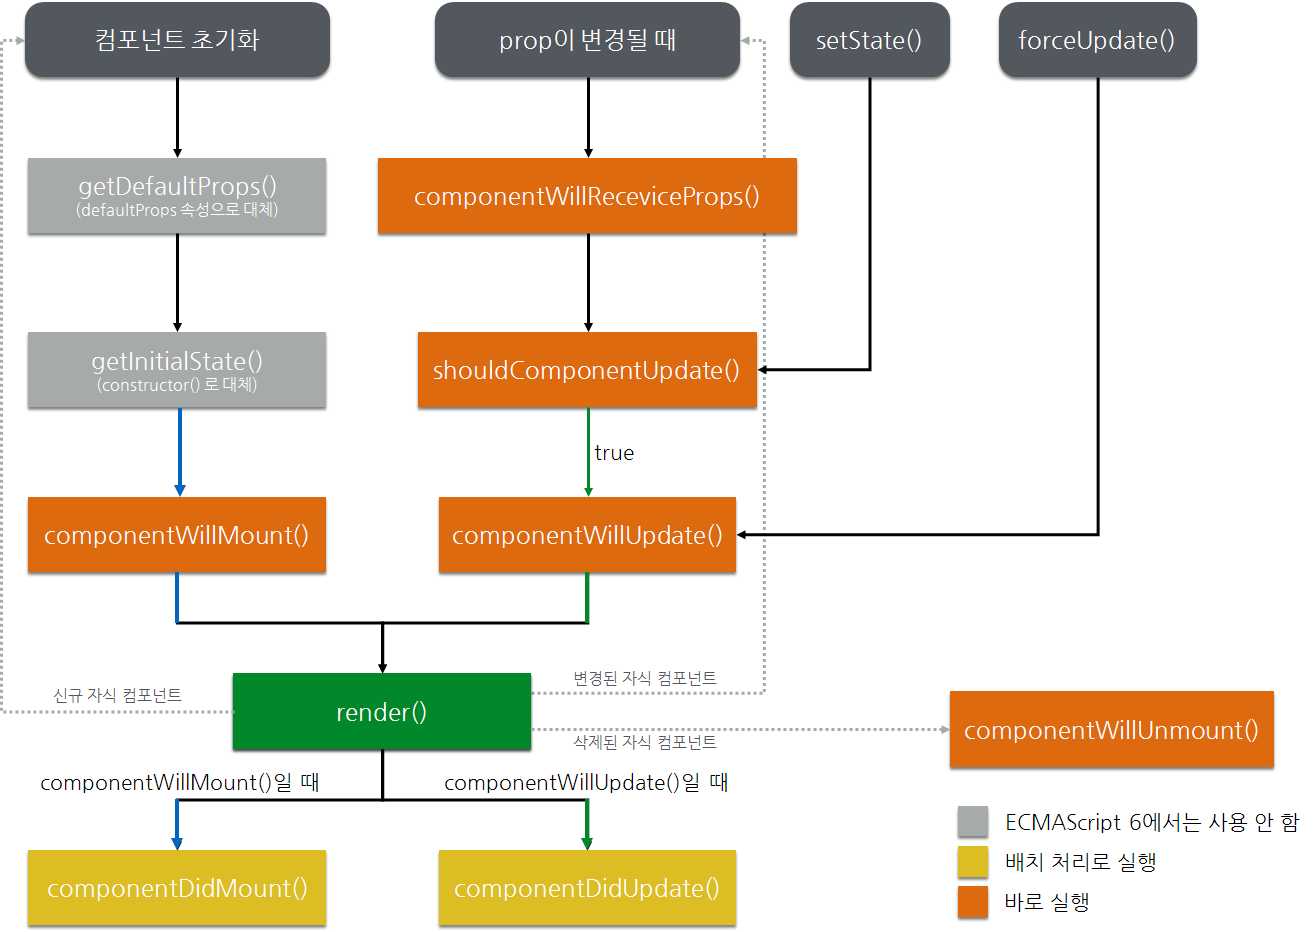 컴포넌트 초기화
prop이 변경될 때
setState()
forceUpdate()
getDefaultProps()
(defaultProps 속성으로 대체)
componentWillReceviceProps()
getInitialState()
(constructor() 로 대체)
shouldComponentUpdate()
true
componentWillMount()
componentWillUpdate()
신규 자식 컴포넌트
render()
변경된 자식 컴포넌트
삭제된 자식 컴포넌트
componentWillUnmount()
componentWillMount()일 때
componentWillUpdate()일 때
componentDidMount()
componentDidUpdate()
ECMAScript 6에서는 사용 안 함
배치 처리로 실행
바로 실행